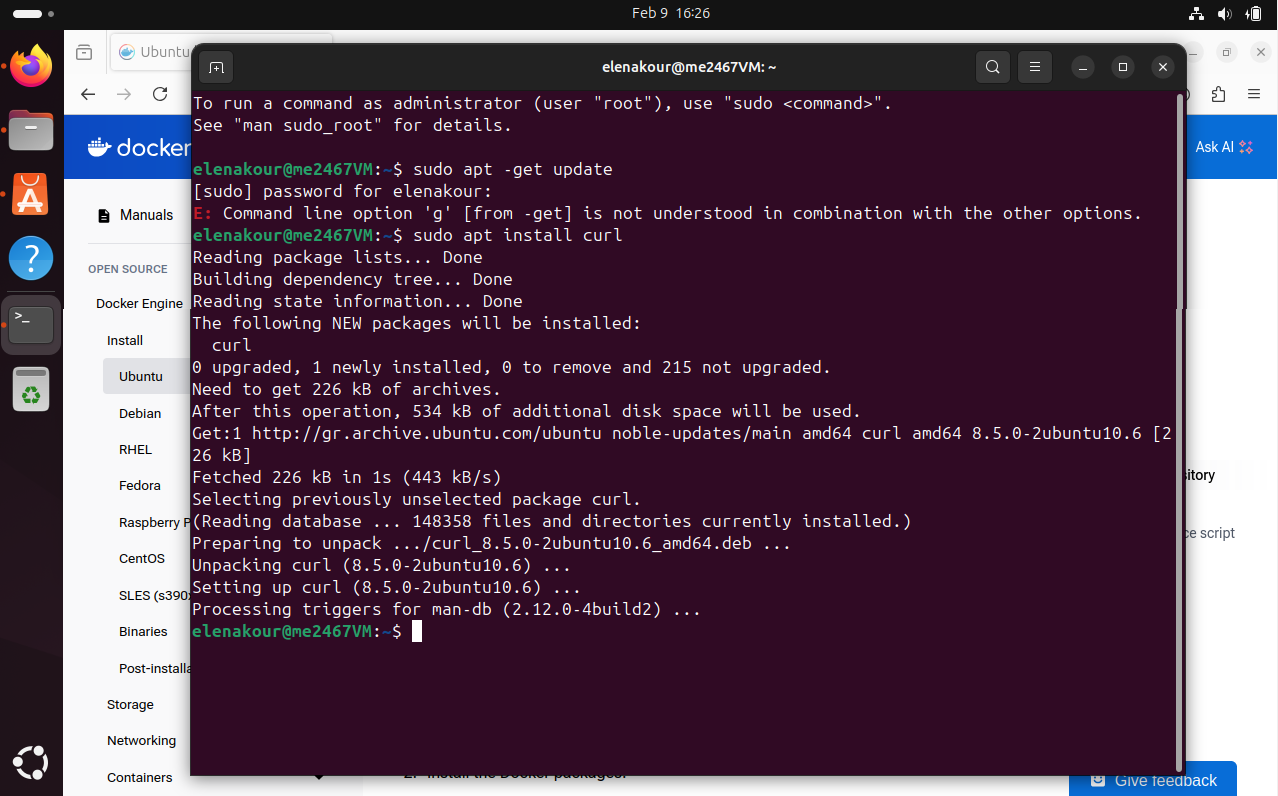 Feb 9 16:26
Ubuntu
elenakour@me2467VM: ~
docker
Ask AI
Manuals
OPEN SOURCE
Docker Engine
Install
Ubuntu
Debian
RHEL
Fedora
Raspberry P
CentOS
SLES (s390x
Binaries
Post-installa
Storage
Networking
Containers
To run a command as administrator (user "root"), use "sudo <command>".
See "man sudo_root" for details.
elenakour@me2467VM:~$ sudo apt -get update
[sudo] password for elenakour:
E: Command line option 'g' [from -get] is not understood in combination with the other options.
elenakour@me2467VM:~$ sudo apt install curl
Reading package lists... Done
Building dependency tree... Done
Reading state information... Done
The following NEW packages will be installed:
curl
0 upgraded, 1 newly installed, 0 to remove and 215 not upgraded.
Need to get 226 kB of archives.
After this operation, 534 kB of additional disk space will be used.
Get:1 http://gr.archive.ubuntu.com/ubuntu noble-updates/main amd64 curl amd64 8.5.0-2ubuntu10.6 [2
26 kB]
Fetched 226 kB in 1s (443 kB/s)
Selecting previously unselected package curl.
(Reading database ... 148358 files and directories currently installed.)
Preparing to unpack .../curl_8.5.0-2ubuntu10.6_amd64.deb ...
Unpacking curl (8.5.0-2ubuntu10.6) ...
Setting up curl (8.5.0-2ubuntu10.6) ...
Processing triggers for man-db (2.12.0-4build2) ...
elenakour@me2467VM:~$
sitory
ce script
2. Install the Docker packages.
Give feedback